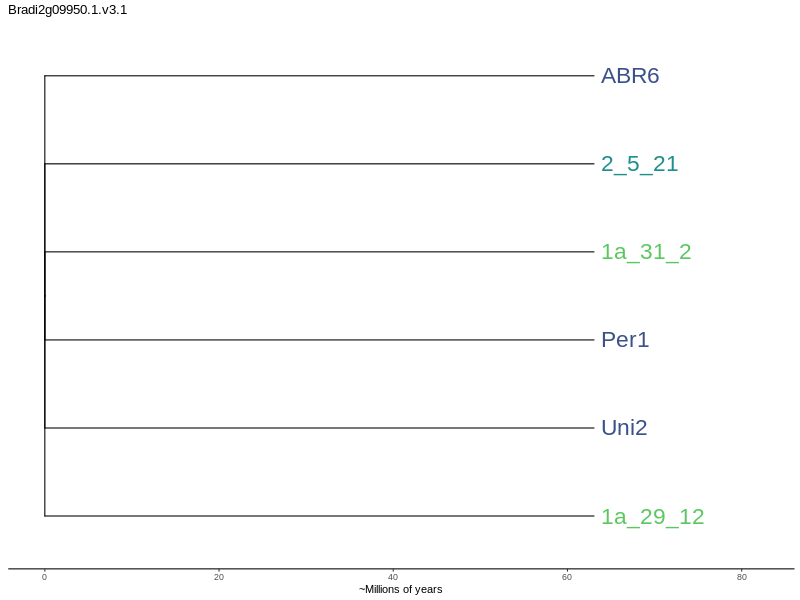 Bradi2g09950.1.v3.1
ABR6
2_5_21
1a_31_2
Per1
Uni2
1a_29_12
0 20 40 60 80
~Millions of years